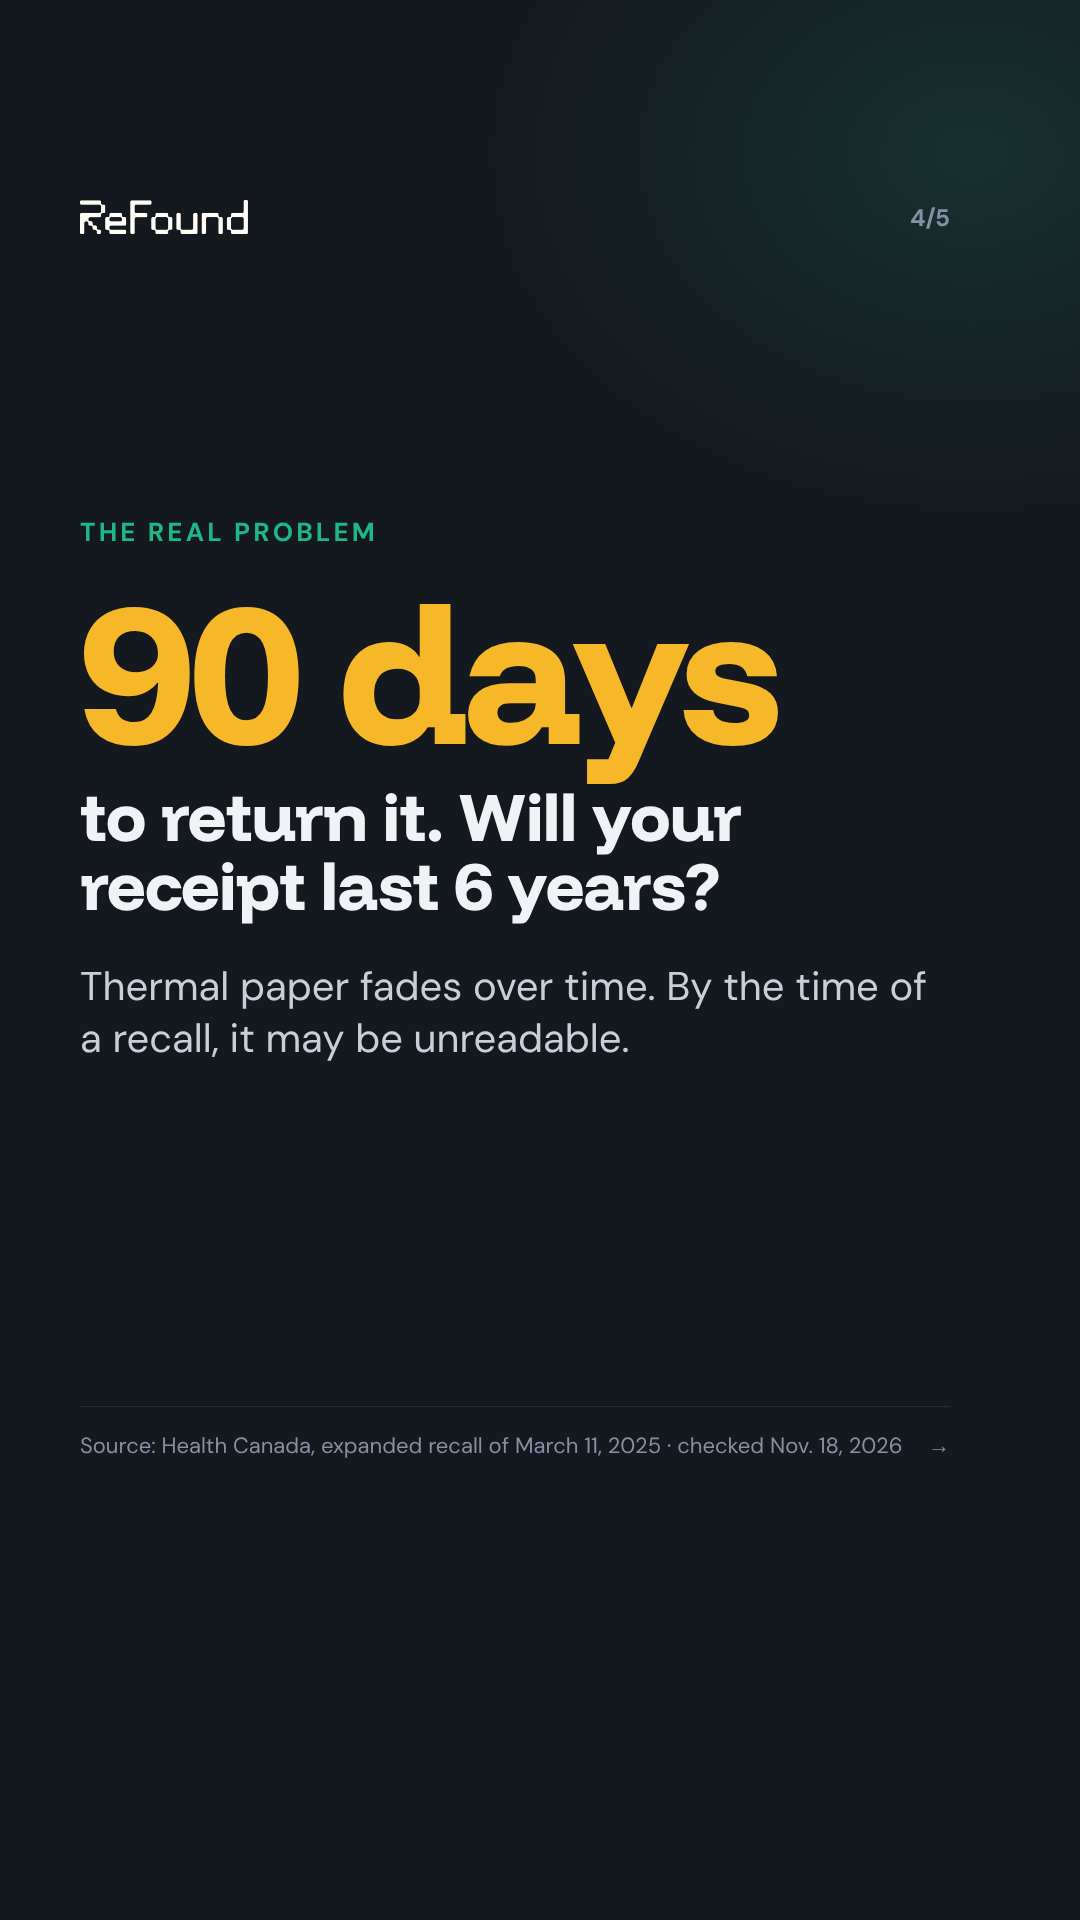 ReFound
4/5
THE REAL PROBLEM
90 days
to return it. Will your
receipt last 6 years?
Thermal paper fades over time. By the time of
a recall, it may be unreadable.
Source: Health Canada, expanded recall of March 11, 2025 · checked Nov. 18, 2026 →